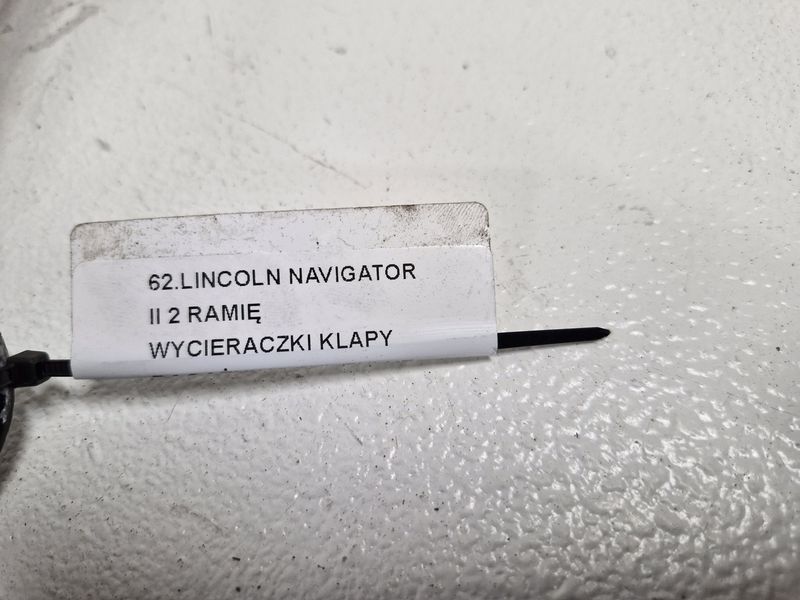 62.LINCOLN NAVIGATOR
II 2 RAMIĘ
WYCIERACZKI KLAPY